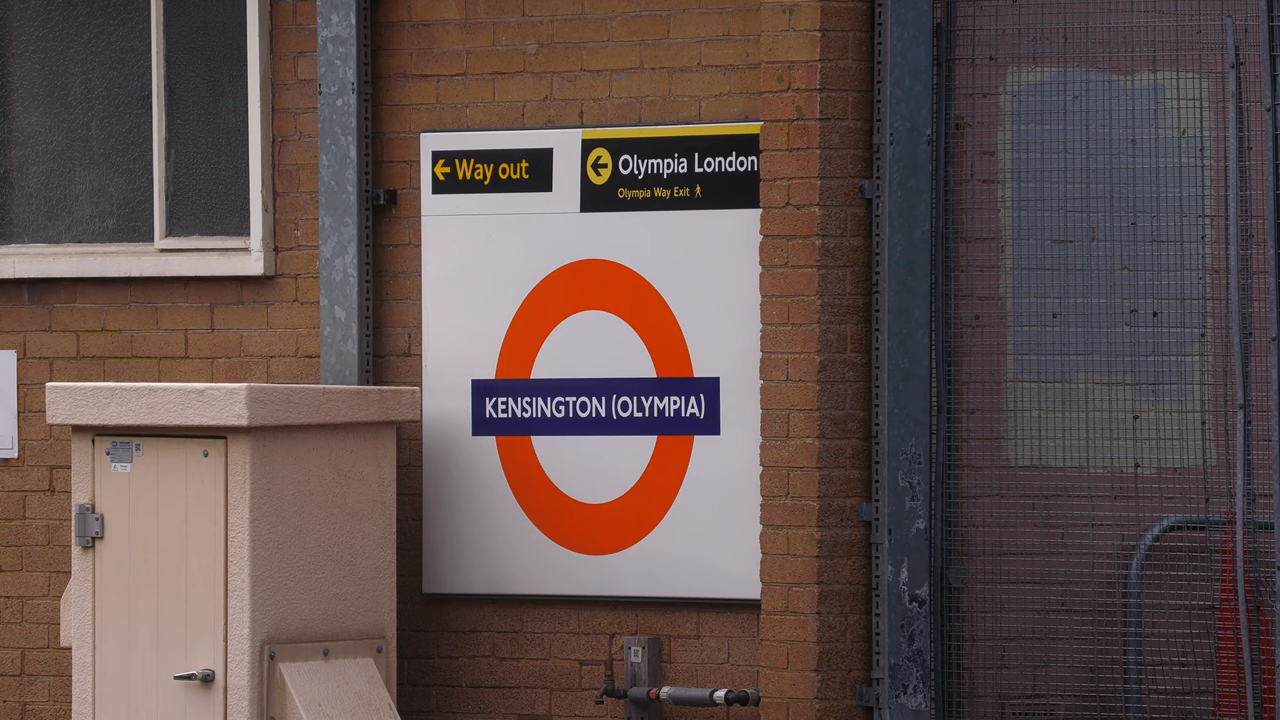 Way out
Olympia London
Olympia Way Exit
KENSINGTON (OLYMPIA)